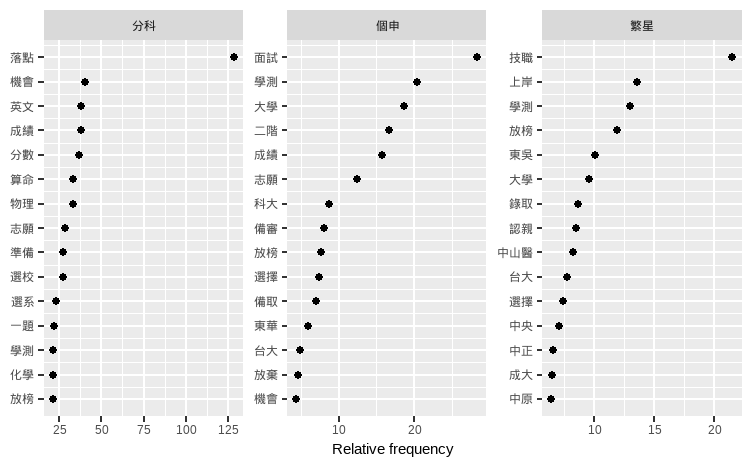 分科
落點
機會
英文
成績
分數
算命
物理
志願
準備
選校
選系
一題
學測
化學
放榜
25 50 75 100 125
個申
面試
學測
大學
二階
成績
志願
科大
備審
放榜
選擇
備取
東華
台大
放棄
機會
10 20
繁星
技職
上岸
學測
放榜
東吳
大學
錄取
認親
中山醫
台大
選擇
中央
中正
成大
中原
10 15 20
Relative frequency